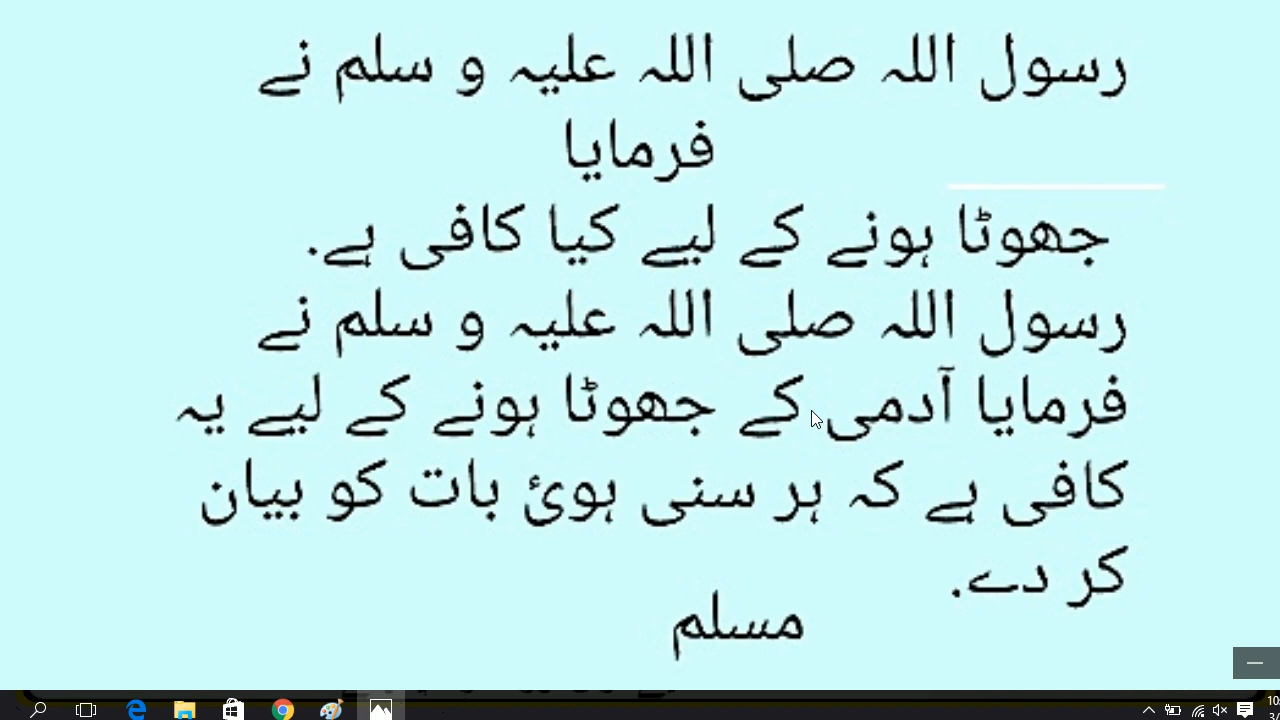 رسول اللہ صلی اللہ علیہ و سلم نے
فرمایا
جھوٹا ہونے کے لیے کیا کافی ہے.
رسول اللہ صلی اللہ علیہ و سلم نے
فرمایا آدمی کے جھوٹا ہونے کے لیے یہ
کافی ہے کہ ہر سنی ہوئ بات کو بیان
کر دے.
مسلم
10